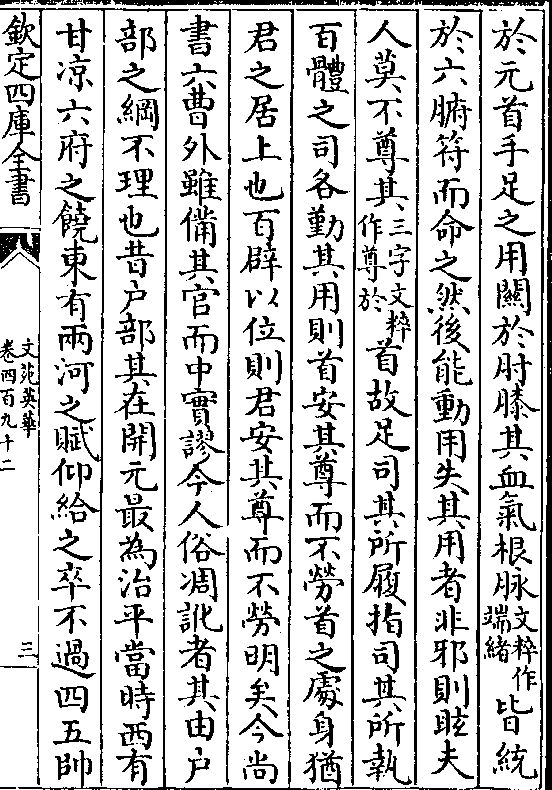 於元首手足之用關於肘膝其血氣根脉文粹作端緒皆統
於六腑符而命之然後能動用失其用者非邪則眩夫
人莫不尊其三字文粹作尊於首故足司其所履指司其所執
百體之司各勤其用則首安其尊而不勞首之處身猶
君之居上也百辟以位則君安其尊而不勞明矣今尚
書六曹外雖備其官而中實謬今人俗凋訛者其由户
部之綱不理也昔户部其在開元最為治平當時西有
甘凉六府之饒東有兩河之賦仰給之卒不過四五帥
欽定四庫全書
文苑英華
卷四百九十二
三